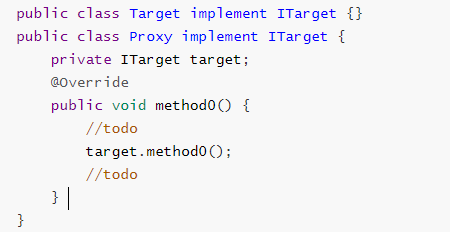 public class Target implement ITarget {}
public class Proxy implement ITarget {
    private ITarget target;
    @Override
    public void method0() {
        //todo
        target.method0();
        //todo
    }
}